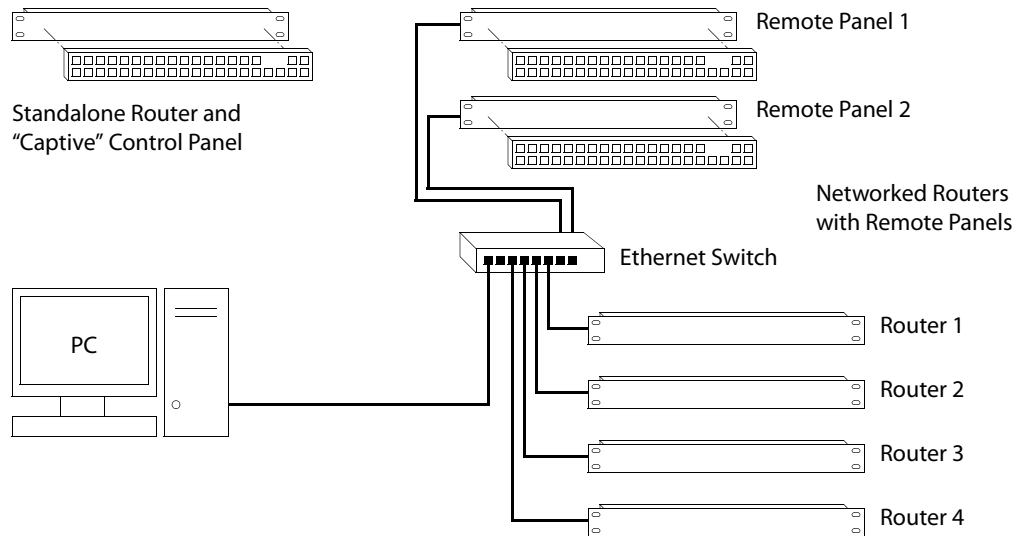 Standalone Router and
“Captive” Control Panel
Remote Panel 1
Remote Panel 2
Networked Routers
with Remote Panels
Ethernet Switch
PC
Router 1
Router 2
Router 3
Router 4